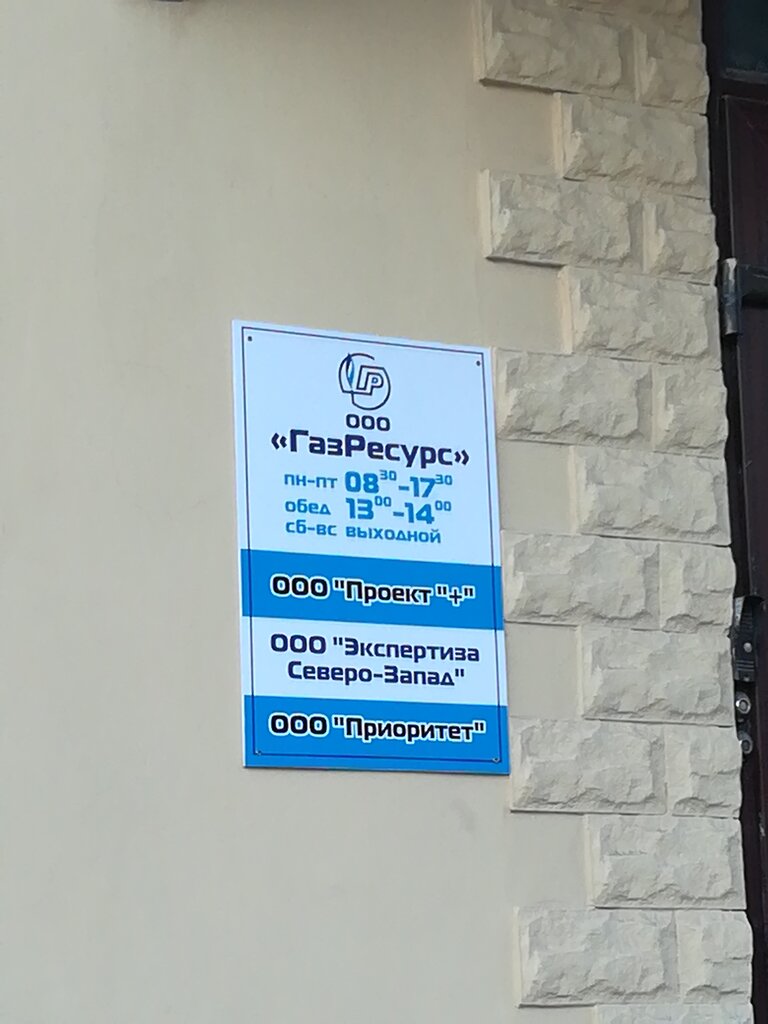 ГР
ООО
«ГазРесурс»
пн-пт 08³⁰-17³⁰
обед 13⁰⁰-14⁰⁰
сб-вс выходной
ООО "Проект "+"
ООО "Экспертиза
Северо-Запад"
ООО "Приоритет"